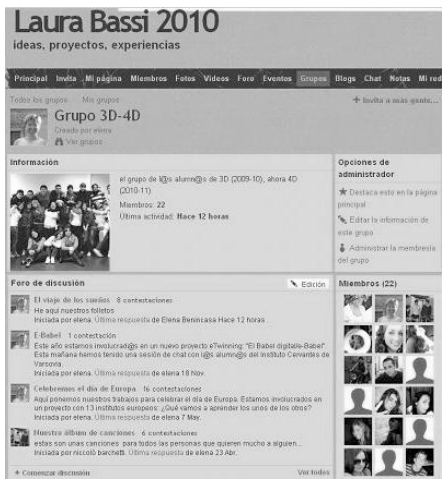 Laura Bassi 2010
ideas, proyectos, experiencias
Principal Invita Mi página Miembros Fotos Videos Foro Eventos Grupos Blogs Chat Notas Mi red
Todos los grupos Mis grupos
+ Invita a más gente...
Grupo 3D-4D
Creado por elena
Ver grupos
Información
el grupo de l@s alumn@s de 3D (2009-10), ahora 4D
(2010-11)
Miembros: 22
Última actividad: Hace 12 horas
Opciones de
administrador
Destaca esto en la página
principal
Editar la información de
este grupo
Administrar la membresía
del grupo
Foro de discusión
Edición
El viaje de los sueños 8 contestaciones
He aquí nuestros folletos
Iniciada por elena. Última respuesta de Elena Benincasa Hace 12 horas.
E-Babel 1 contestación
Este año estamos involucrad@s en un nuevo proyecto eTwinning: "El Babel digital/e-Babel".
Esta mañana hemos tenido una sesión de chat con l@s alumn@s del Instituto Cervantes de
Varsovia.
Iniciada por elena. Última respuesta de elena 18 Nov.
Celebremos el día de Europa 16 contestaciones
Aquí ponemos nuestros trabajos para celebrar el día de Europa. Estamos involucrados en
un proyecto con 13 institutos europeos: ¿Qué vamos a aprender los unos de los otros?
Iniciada por elena. Última respuesta de elena 7 May.
Nuestro álbum de canciones 6 contestaciones
estas son unas canciones para todos las personas que quieren mucho a alguien...
Iniciada por niccolò barchetti. Última respuesta de elena 23 Abr.
+ Comenzar discusión
Ver todos
Miembros (22)